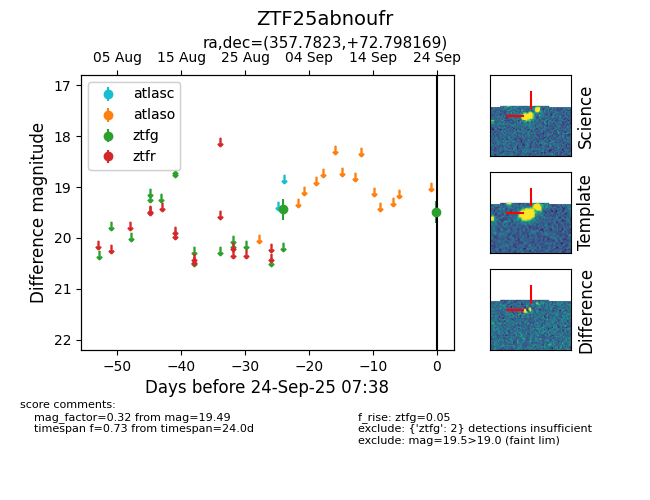 ZTF25abnoufr
ra,dec=(357.7823,+72.798169)
05 Aug 15 Aug 25 Aug 04 Sep 14 Sep 24 Sep
17
18
19
20
21
22
Difference magnitude
atlasc
atlaso
ztfg
ztfr
−50 −40 −30 −20 −10 0
Days before 24-Sep-25 07:38
Science
Template
Difference
score comments:
mag_factor=0.32 from mag=19.49
timespan f=0.73 from timespan=24.0d
f_rise: ztfg=0.05
exclude: {'ztfg': 2} detections insufficient
exclude: mag=19.5>19.0 (faint lim)